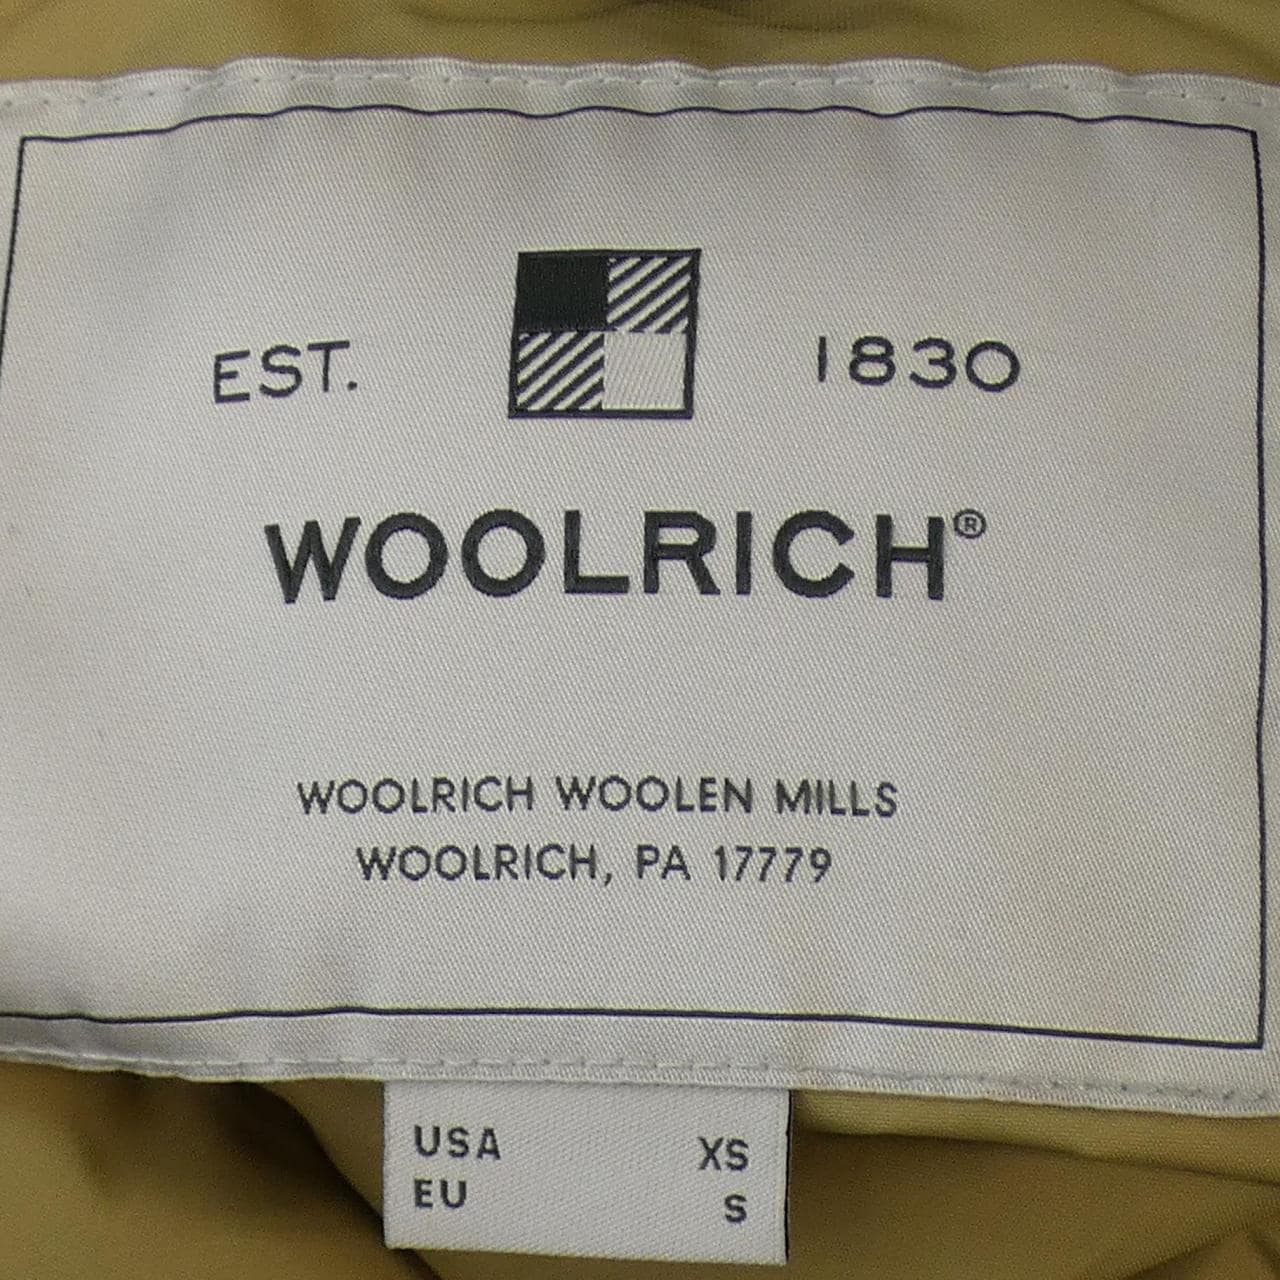 EST. 1830
WOOLRICH®
WOOLRICH WOOLEN MILLS
WOOLRICH, PA 17779
USA XS
EU S